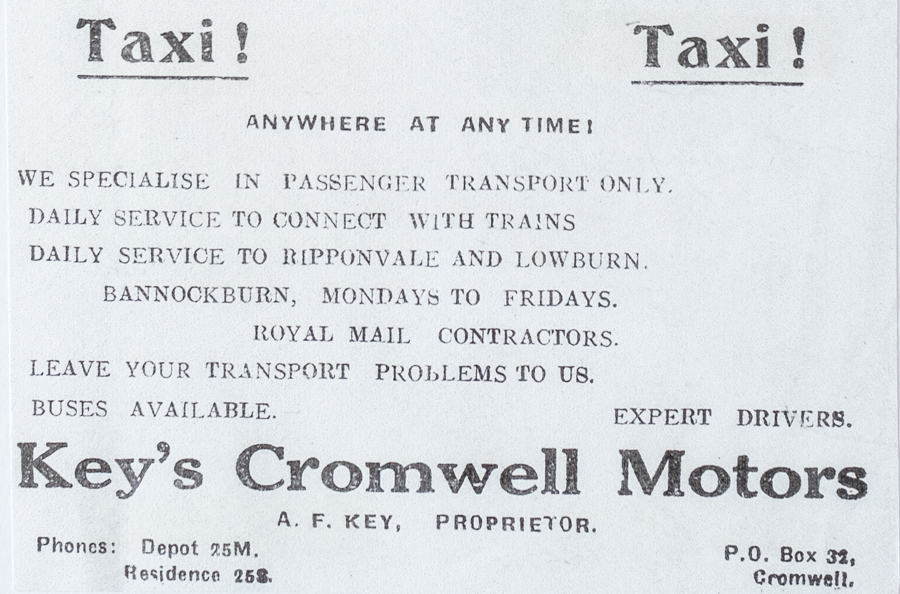 Taxi! Taxi!
ANYWHERE AT ANY TIME!
WE SPECIALISE IN PASSENGER TRANSPORT ONLY.
DAILY SERVICE TO CONNECT WITH TRAINS
DAILY SERVICE TO RIPPONVALE AND LOWBURN.
BANNOCKBURN, MONDAYS TO FRIDAYS.
ROYAL MAIL CONTRACTORS.
LEAVE YOUR TRANSPORT PROBLEMS TO US.
BUSES AVAILABLE. EXPERT DRIVERS.
Key's Cromwell Motors
A. F. KEY, PROPRIETOR.
Phones: Depot 25M. P.O. Box 32,
Residence 25S. Cromwell.